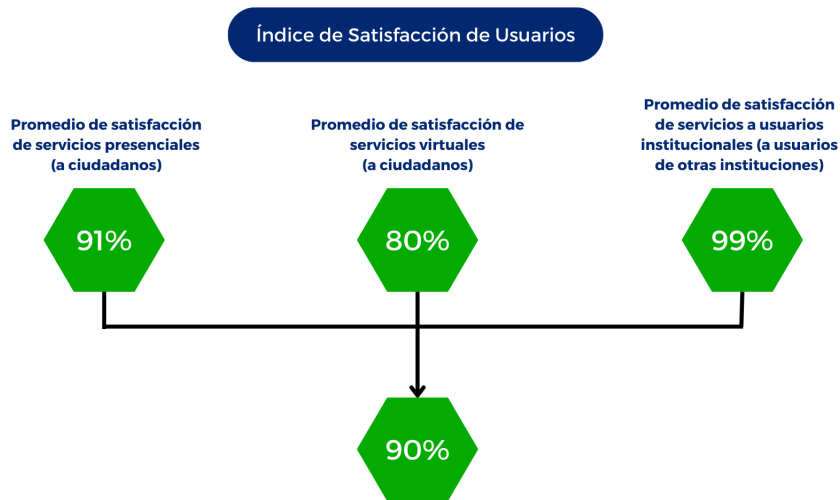 Índice de Satisfacción de Usuarios
Promedio de satisfacción
de servicios presenciales
(a ciudadanos)
Promedio de satisfacción de
servicios virtuales
(a ciudadanos)
Promedio de satisfacción
de servicios a usuarios
institucionales (a usuarios
de otras instituciones)
91%
80%
99%
90%